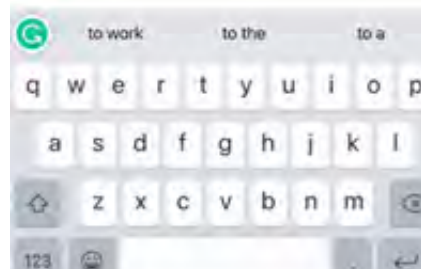 to work to the to a
q w e r t y u i o p
a s d f g h j k l
z x c v b n m
123 .